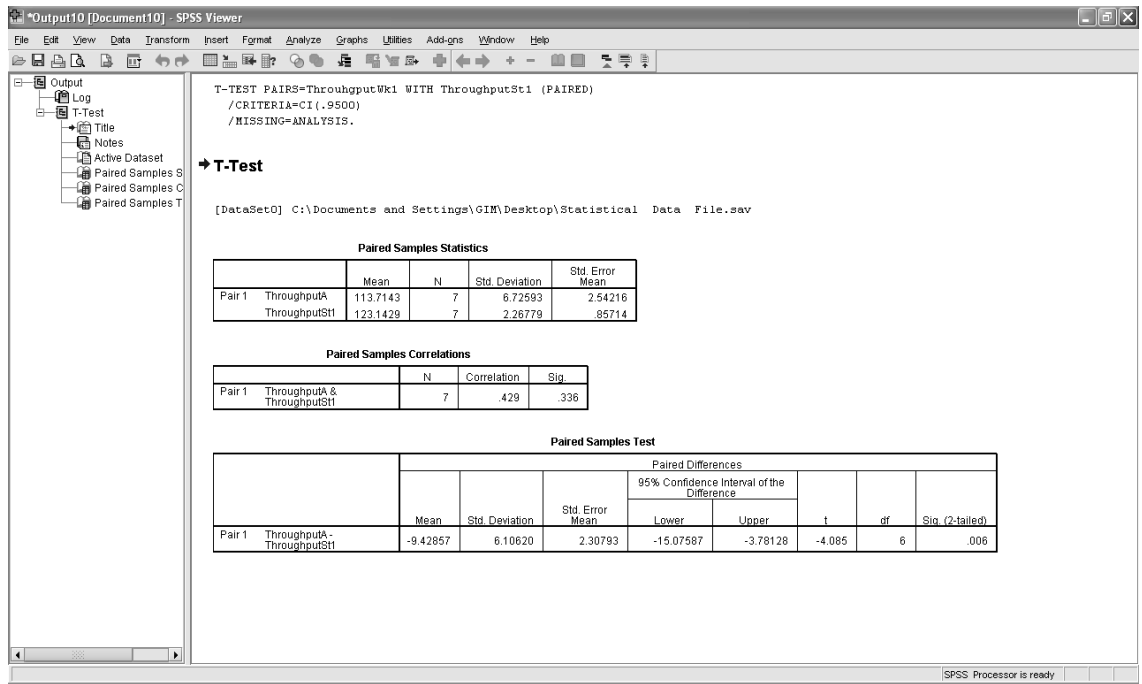 *Output10 [Document10] - SPSS Viewer
File Edit View Data Transform Insert Format Analyze Graphs Utilities Add-ons Window Help
Output
Log
T-Test
Title
Notes
Active Dataset
Paired Samples S
Paired Samples C
Paired Samples T
T-TEST PAIRS=ThrouhgputWk1 WITH ThroughputSt1 (PAIRED)
/CRITERIA=CI(.9500)
/MISSING=ANALYSIS.
T-Test
[DataSet0] C:\Documents and Settings\GIM\Desktop\Statistical Data File.sav
Paired Samples Statistics
Mean N Std. Deviation Std. Error Mean
Pair 1 ThroughputA 113.7143 7 6.72593 2.54216
ThroughputSt1 123.1429 7 2.26779 .85714
Paired Samples Correlations
N Correlation Sig.
Pair 1 ThroughputA & ThroughputSt1 7 .429 .336
Paired Samples Test
Paired Differences
95% Confidence Interval of the Difference
Mean Std. Deviation Std. Error Mean Lower Upper t df Sig. (2-tailed)
Pair 1 ThroughputA - ThroughputSt1 -9.42857 6.10620 2.30793 -15.07587 -3.78128 -4.085 6 .006
SPSS Processor is ready